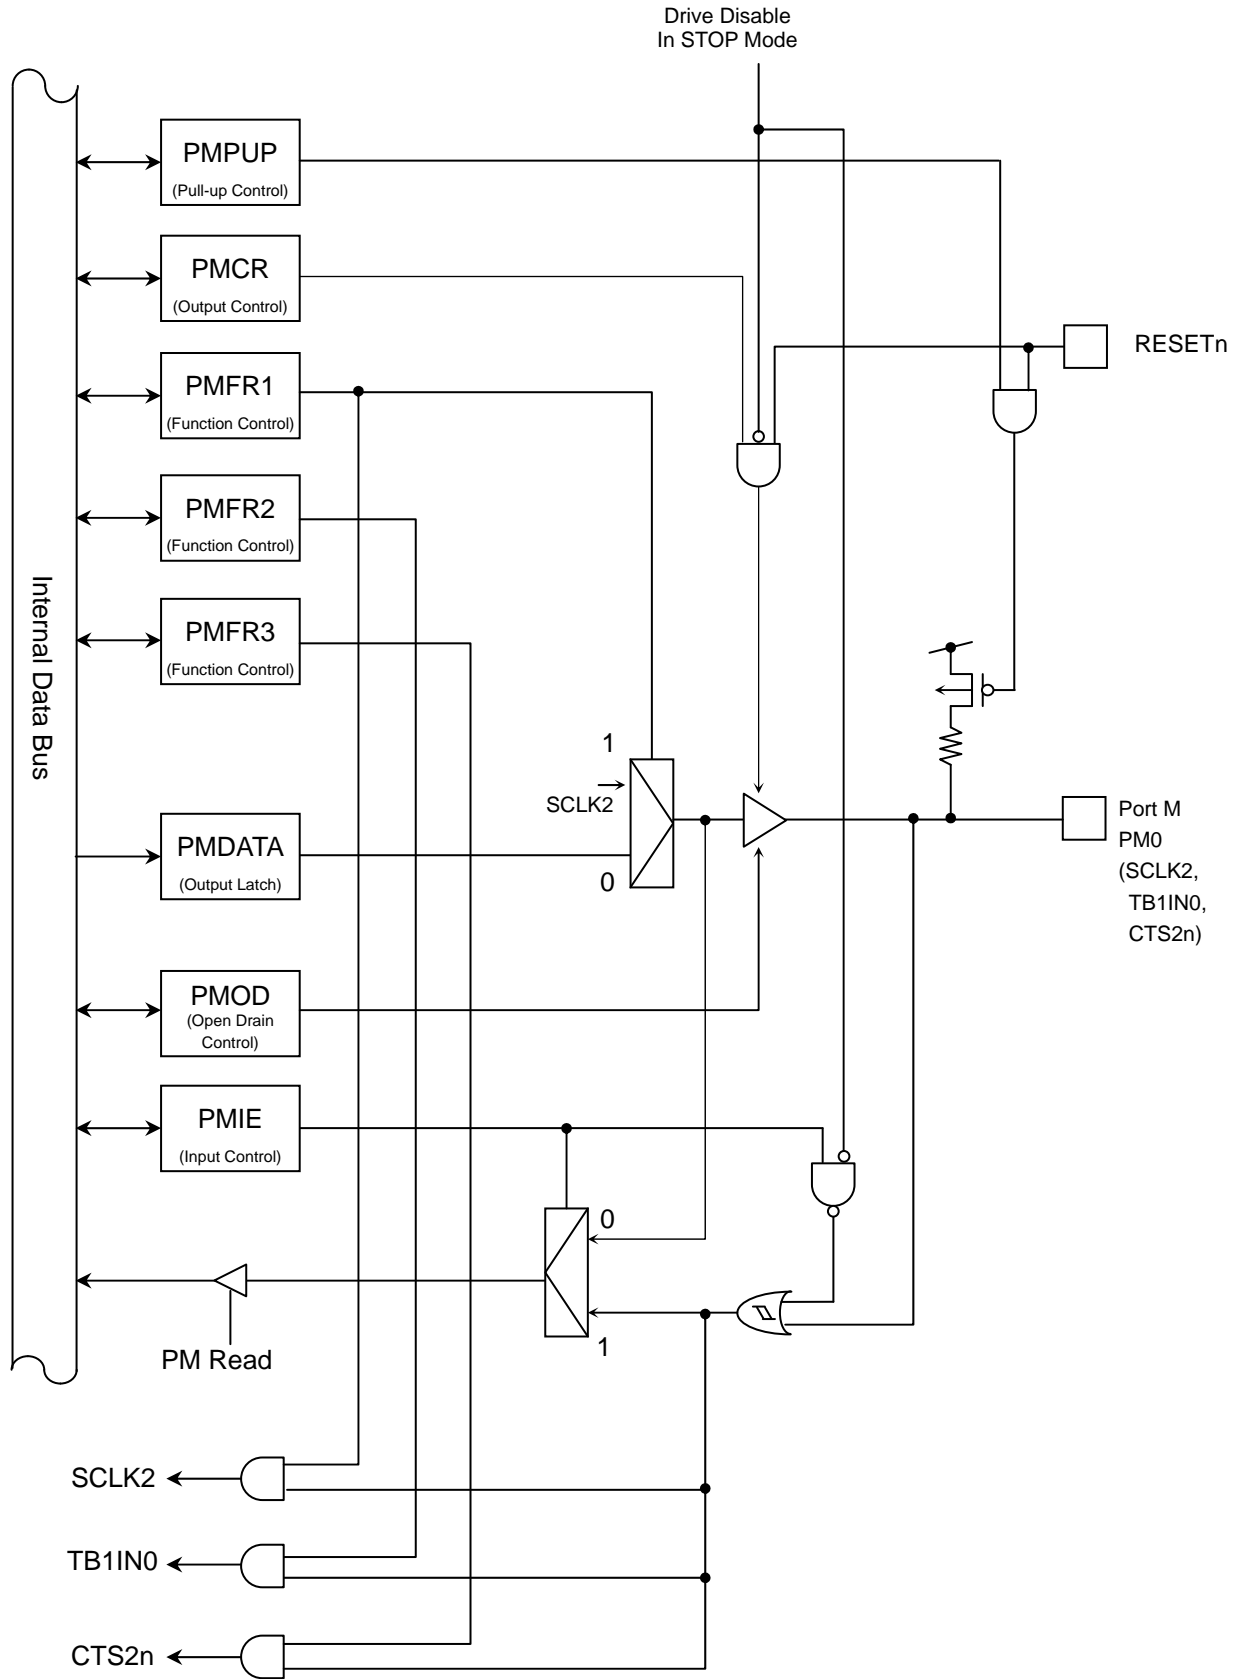 Drive Disable
In STOP Mode
PMPUP
(Pull-up Control)
PMCR
(Output Control)
RESETn
PMFR1
(Function Control)
PMFR2
(Function Control)
Internal Data Bus
PMFR3
(Function Control)
1
SCLK2
0
PMDATA
(Output Latch)
Port M
PM0
(SCLK2,
TB1IN0,
CTS2n)
PMOD
(Open Drain
Control)
PMIE
(Input Control)
0
1
PM Read
SCLK2
TB1IN0
CTS2n